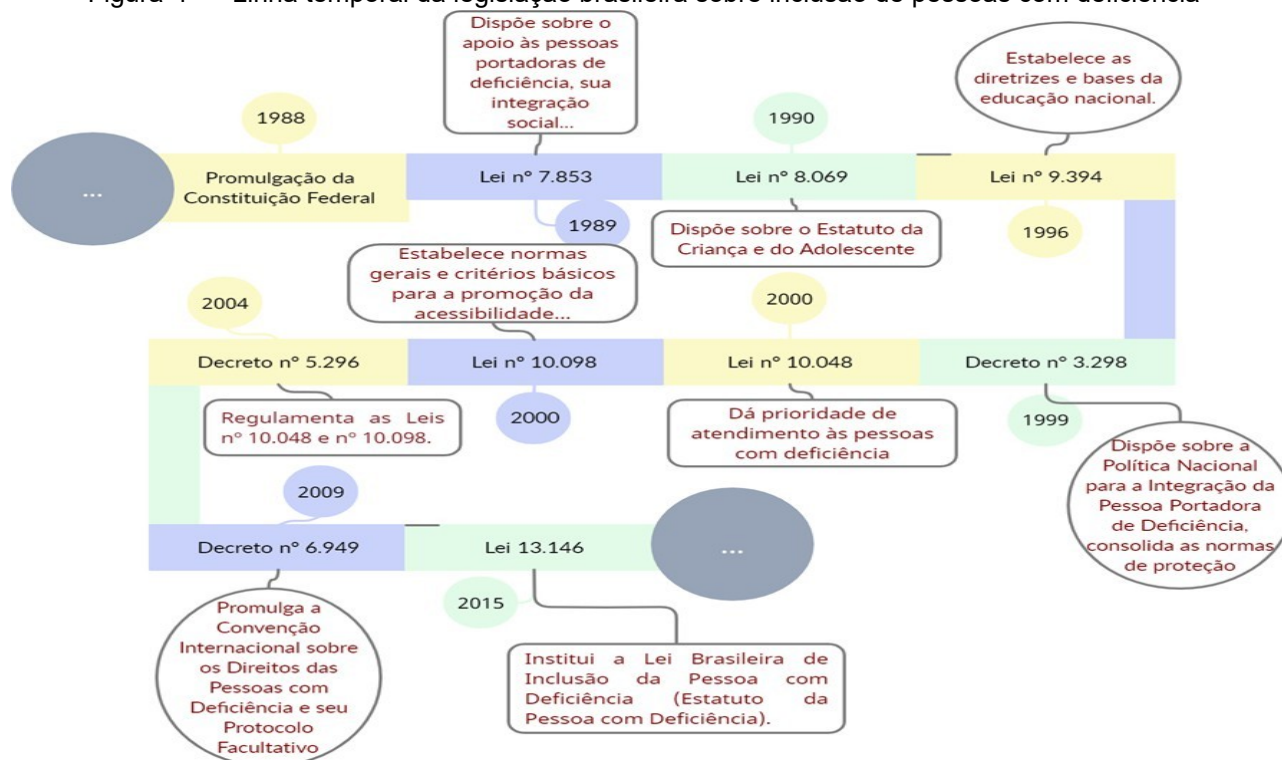 Figura 4 – Linha temporal da legislação brasileira sobre inclusão de pessoas com deficiência
Dispõe sobre o
apoio às pessoas
portadoras de
deficiência, sua
integração
social...
Estabelece as
diretrizes e bases da
educação nacional.
1988
1990
...
Promulgação da
Constituição Federal
Lei nº 7.853
Lei nº 8.069
Lei nº 9.394
1989
Dispõe sobre o Estatuto da
Criança e do Adolescente
1996
Estabelece normas
gerais e critérios básicos
para a promoção da
acessibilidade...
2004
2000
Decreto nº 5.296
Lei nº 10.098
Lei nº 10.048
Decreto nº 3.298
Regulamenta as Leis
nº 10.048 e nº 10.098.
2000
Dá prioridade de
atendimento às pessoas
com deficiência
1999
Dispõe sobre a
Política Nacional
para a Integração da
Pessoa Portadora
de Deficiência,
consolida as normas
de proteção
2009
Decreto nº 6.949
Lei 13.146
...
2015
Promulga a
Convenção
Internacional sobre
os Direitos das
Pessoas com
Deficiência e seu
Protocolo
Facultativo
Institui a Lei Brasileira de
Inclusão da Pessoa com
Deficiência (Estatuto da
Pessoa com Deficiência).